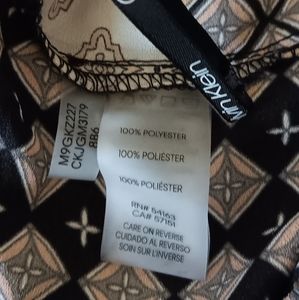 lvin Klein
M9GK2227
CKJGM3179
8B6
100% POLYESTER
100% POLIÉSTER
100% POLIÉSTER
RN# 54163
CA# 57151
CARE ON REVERSE
CUIDADO AL REVERSO
SOIN SUR L'INVERSE